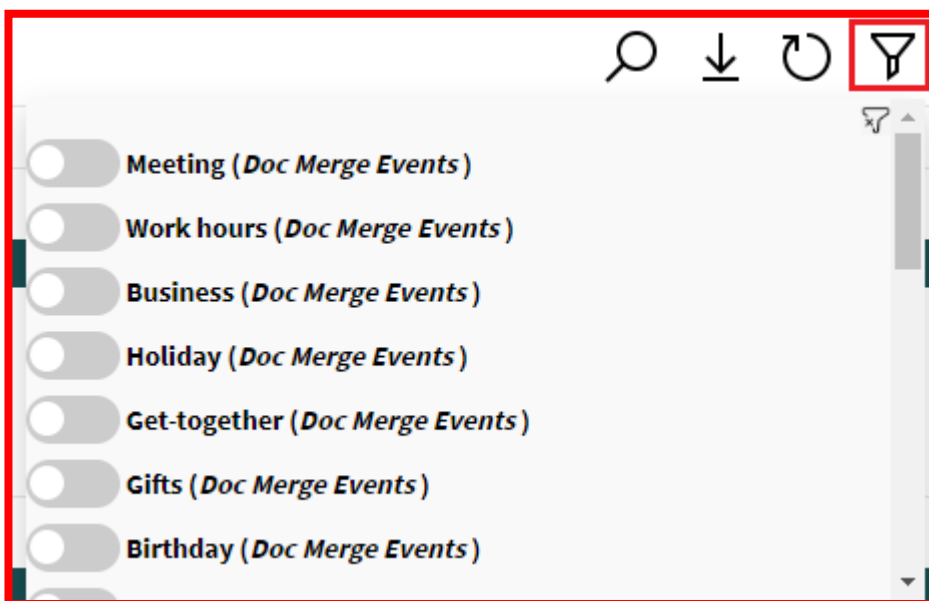 Meeting (Doc Merge Events)
Work hours (Doc Merge Events)
Business (Doc Merge Events)
Holiday (Doc Merge Events)
Get-together (Doc Merge Events)
Gifts (Doc Merge Events)
Birthday (Doc Merge Events)